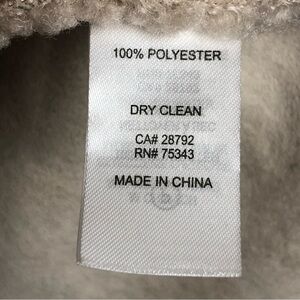 100% POLYESTER
DRY CLEAN
CA# 28792
RN# 75343
MADE IN CHINA